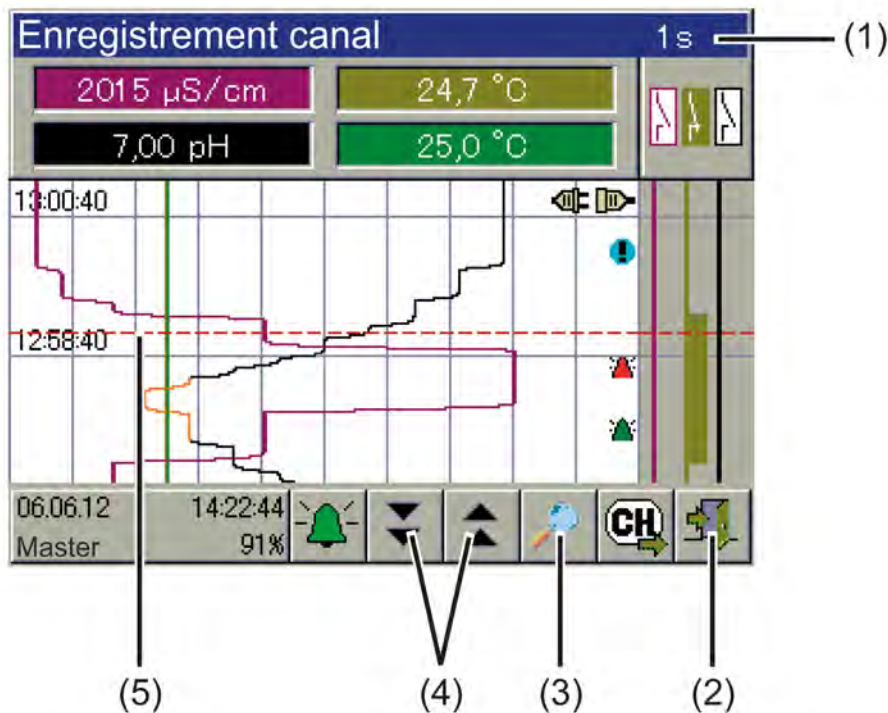 Enregistrement canal 1s (1)
2015 µS/cm 24,7 °C
7,00 pH 25,0 °C
13:00:40
12:58:40
06.06.12 14:22:44
Master 91%
CH
(5) (4) (3) (2)